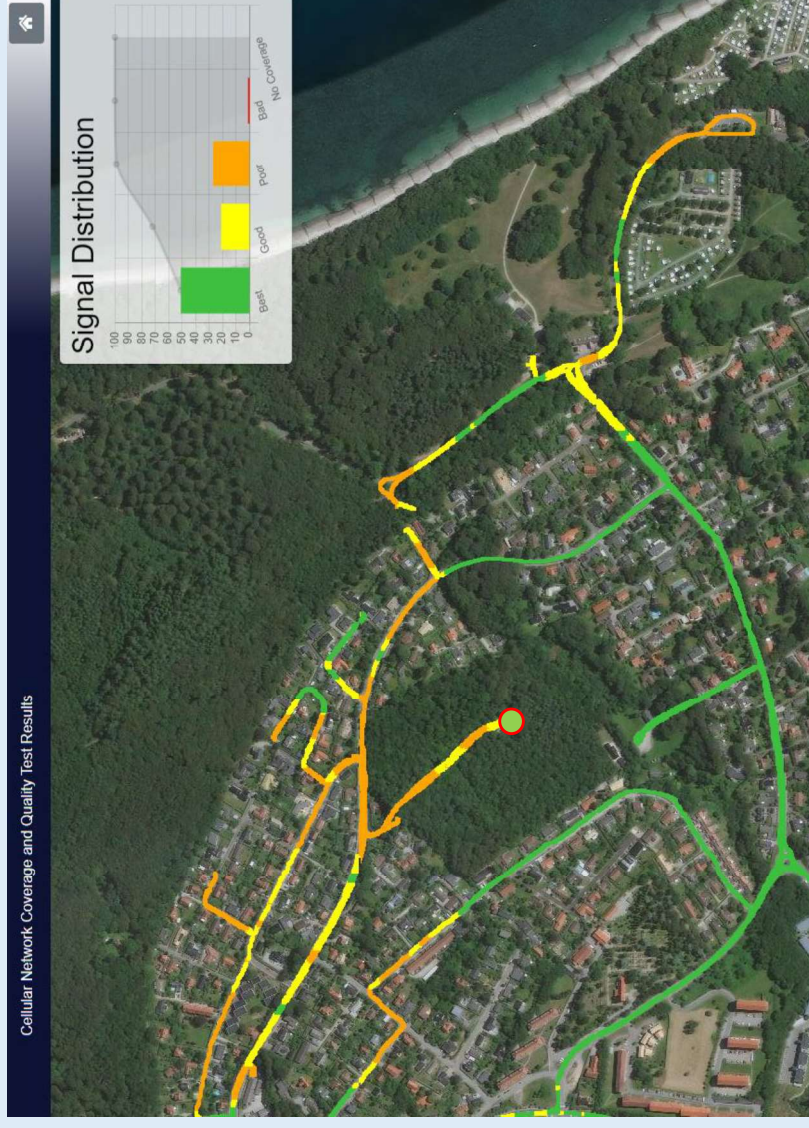 Cellular Network Coverage and Quality Test Results
Signal Distribution
100
90
80
70
60
50
40
30
20
10
0
Best
Good
Poor
Bad
No Coverage